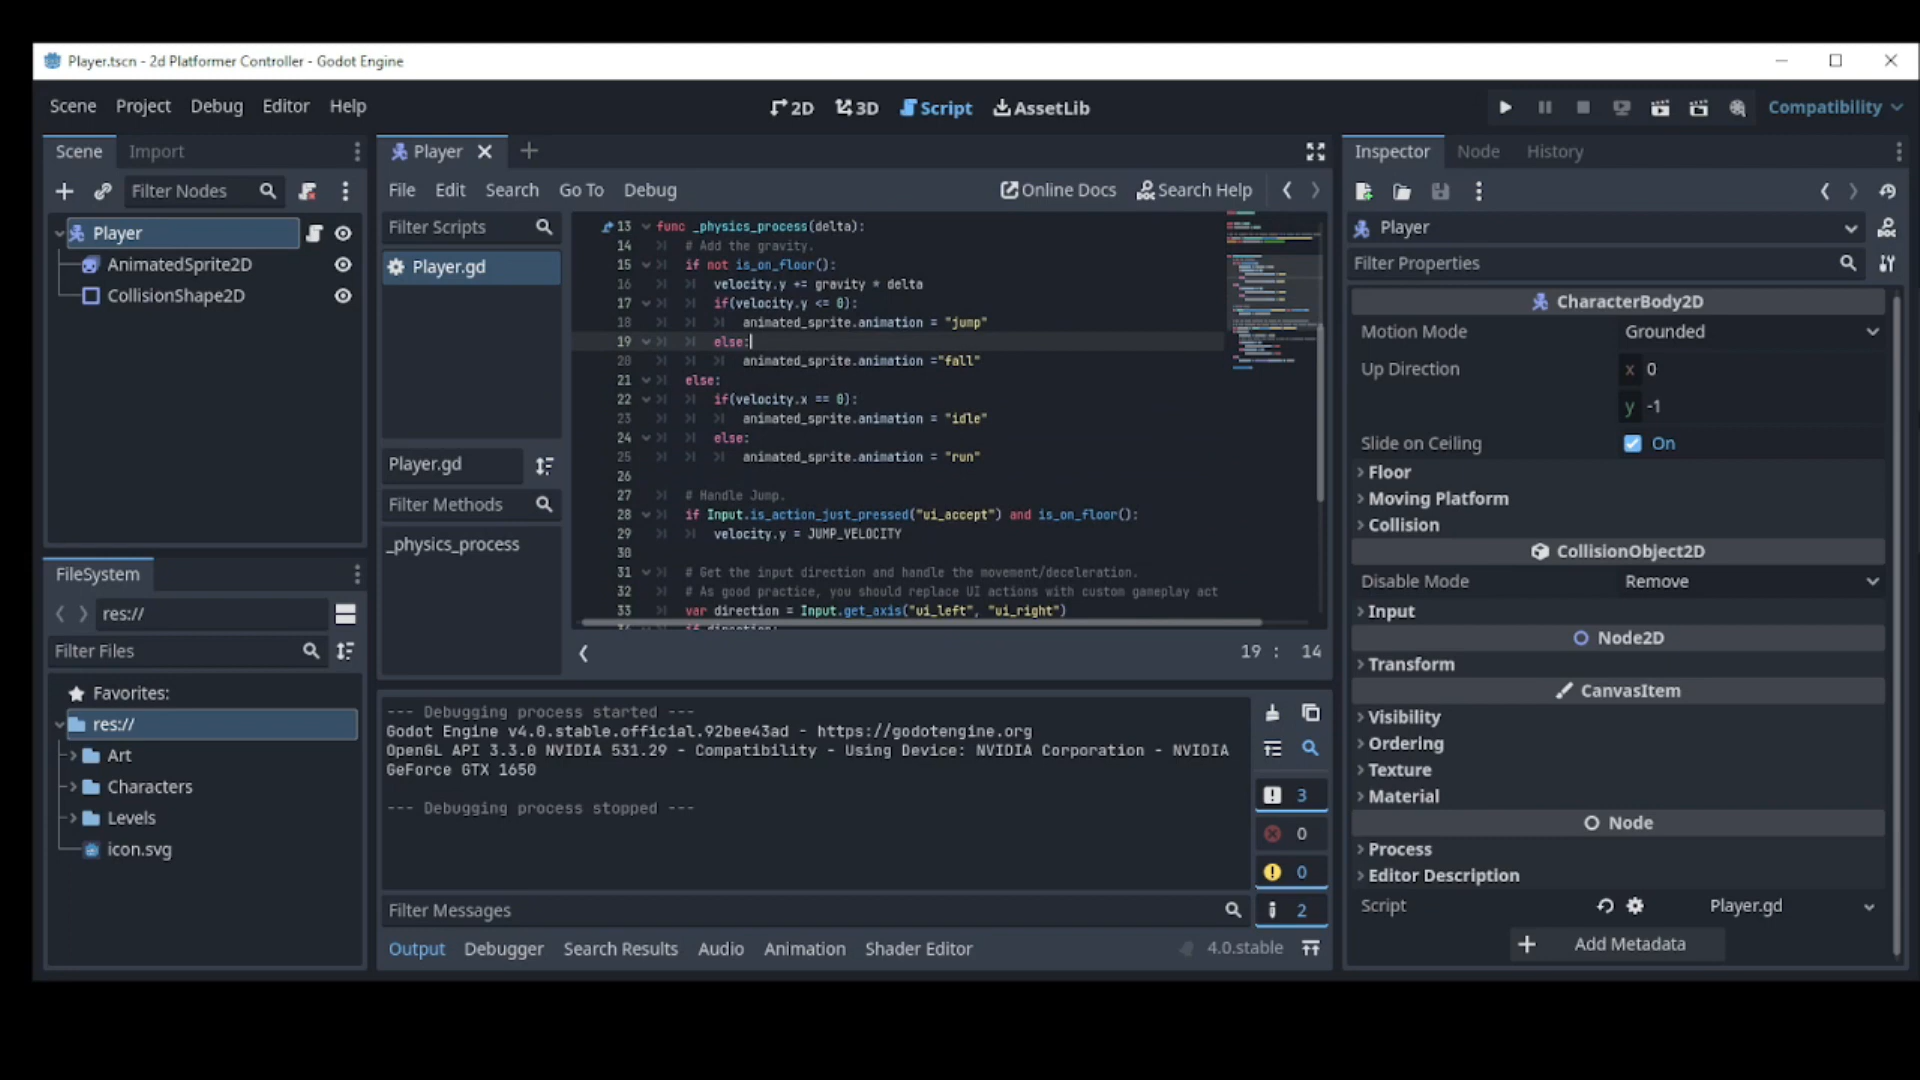 Player.tscn - 2d Platformer Controller - Godot Engine
Scene Project Debug Editor Help
2D 3D Script AssetLib
Compatibility
Scene Import
Filter Nodes
Player
AnimatedSprite2D
CollisionShape2D
FileSystem
res://
Filter Files
Favorites:
res://
Art
Characters
Levels
icon.svg
Player
File Edit Search Go To Debug
Online Docs Search Help
Filter Scripts
Player.gd
Player.gd
Filter Methods
_physics_process
13 func _physics_process(delta):
14 # Add the gravity.
15 if not is_on_floor():
16 velocity.y += gravity * delta
17 if(velocity.y <= 0):
18 animated_sprite.animation = "jump"
19 else:
20 animated_sprite.animation ="fall"
21 else:
22 if(velocity.x == 0):
23 animated_sprite.animation = "idle"
24 else:
25 animated_sprite.animation = "run"
26
27 # Handle Jump.
28 if Input.is_action_just_pressed("ui_accept") and is_on_floor():
29 velocity.y = JUMP_VELOCITY
30
31 # Get the input direction and handle the movement/deceleration.
32 # As good practice, you should replace UI actions with custom gameplay act
33 var direction = Input.get_axis("ui_left", "ui_right")
19 : 14
--- Debugging process started ---
Godot Engine v4.0.stable.official.92bee43ad - https://godotengine.org
OpenGL API 3.3.0 NVIDIA 531.29 - Compatibility - Using Device: NVIDIA Corporation - NVIDIA
GeForce GTX 1650
--- Debugging process stopped ---
3
0
0
2
Filter Messages
Output Debugger Search Results Audio Animation Shader Editor
4.0.stable
Inspector Node History
Player
Filter Properties
CharacterBody2D
Motion Mode Grounded
Up Direction x 0
y -1
Slide on Ceiling On
Floor
Moving Platform
Collision
CollisionObject2D
Disable Mode Remove
Input
Node2D
Transform
CanvasItem
Visibility
Ordering
Texture
Material
Node
Process
Editor Description
Script Player.gd
Add Metadata